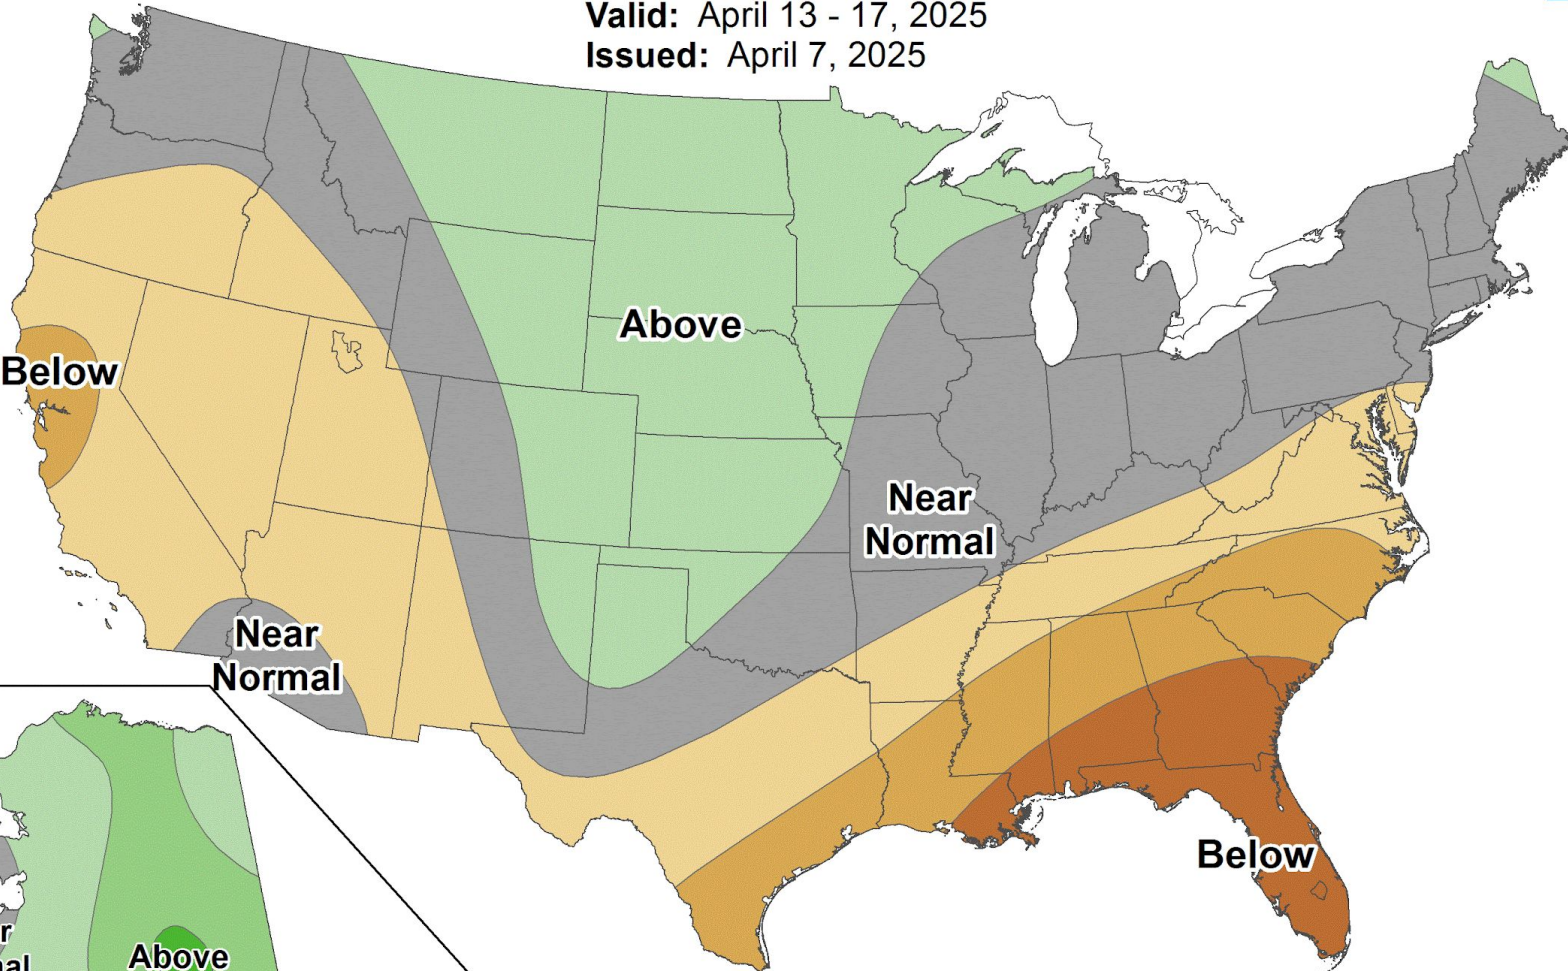 Valid: April 13 - 17, 2025
Issued: April 7, 2025
Above
Below
Near
Normal
Near
Normal
Below
Above